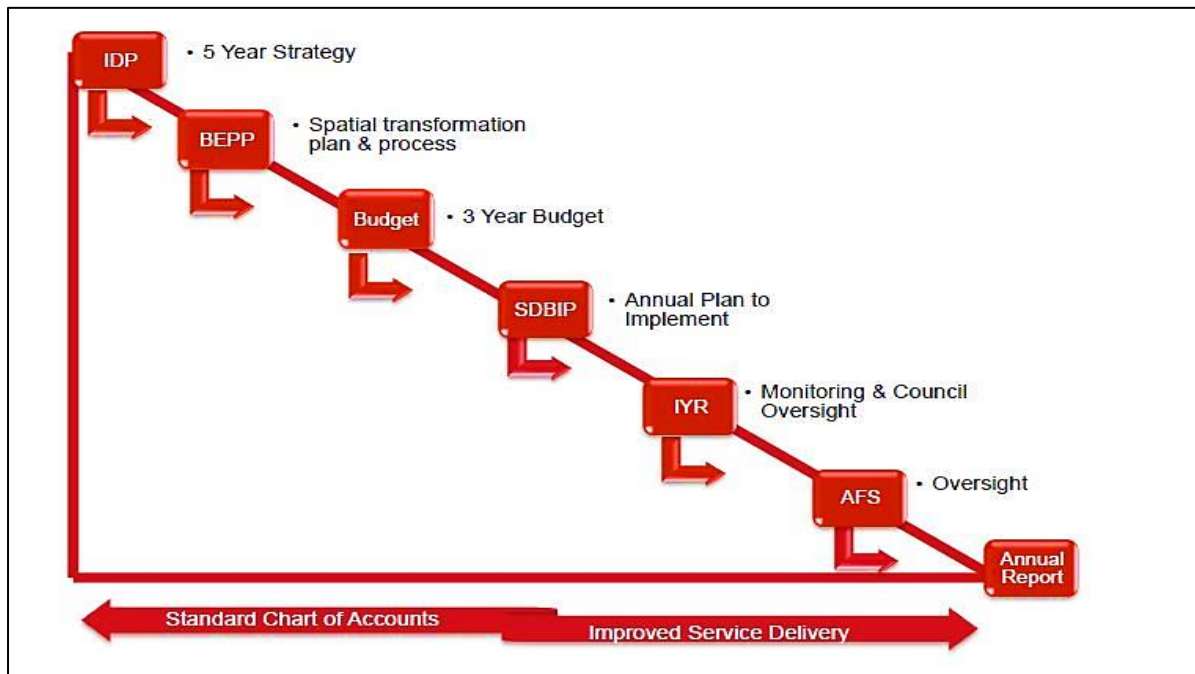 IDP
• 5 Year Strategy
BEPP
• Spatial transformation
plan & process
Budget
• 3 Year Budget
SDBIP
• Annual Plan to
Implement
IYR
• Monitoring & Council
Oversight
AFS
• Oversight
Annual
Report
Standard Chart of Accounts
Improved Service Delivery